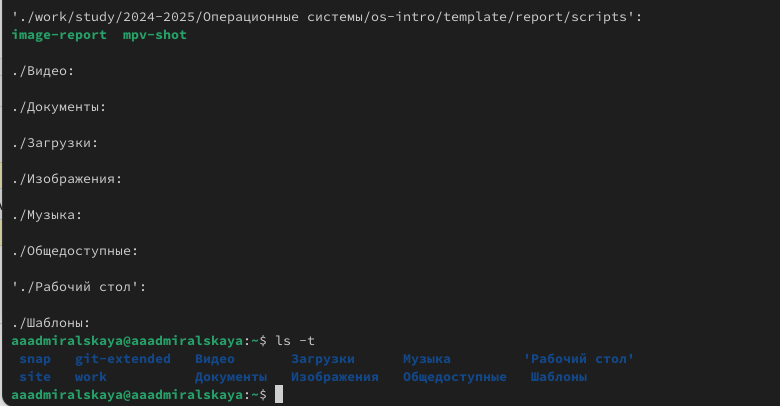 './work/study/2024-2025/Операционные системы/os-intro/template/report/scripts':
image-report  mpv-shot
./Видео:
./Документы:
./Загрузки:
./Изображения:
./Музыка:
./Общедоступные:
'./Рабочий стол':
./Шаблоны:
aaadmiralskaya@aaadmiralskaya:~$ ls -t
snap   git-extended   Видео       Загрузки      Музыка         'Рабочий стол'
site   work           Документы   Изображения   Общедоступные   Шаблоны
aaadmiralskaya@aaadmiralskaya:~$